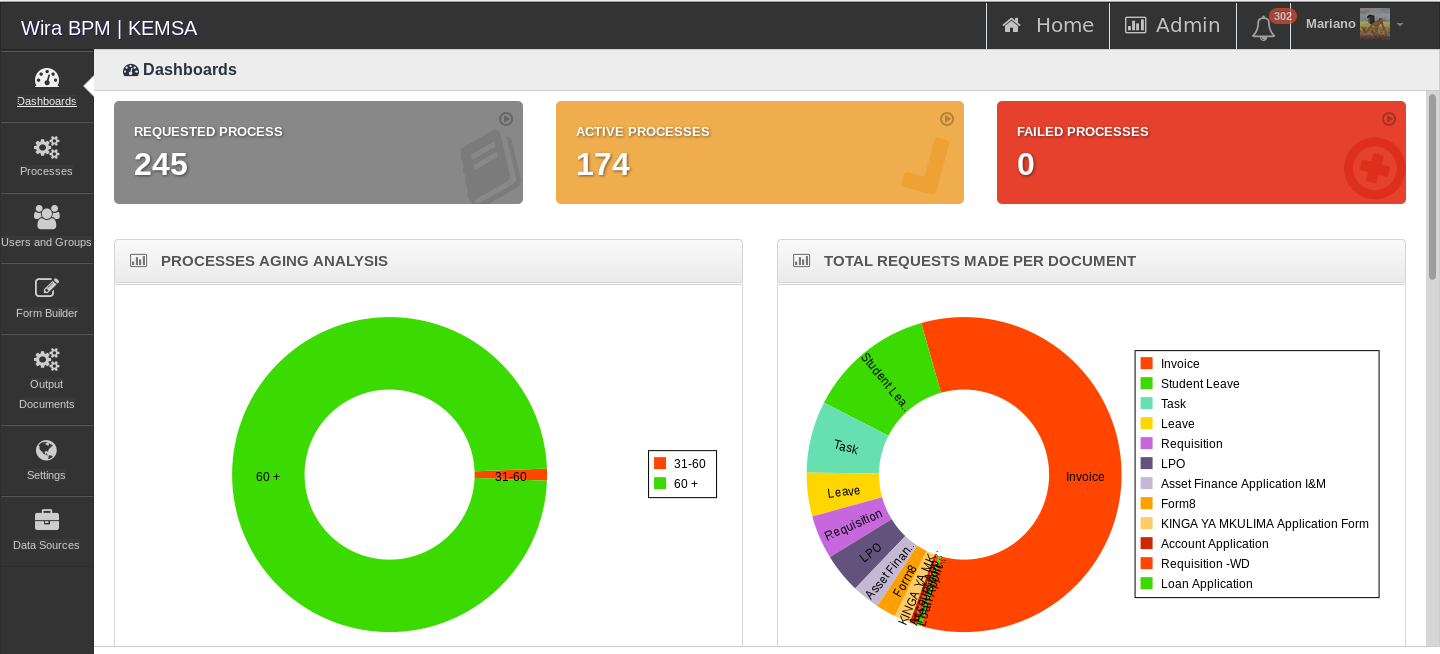 Wira BPM | KEMSA
Home
Admin
302
Mariano
Dashboards
Processes
Users and Groups
Form Builder
Output
Documents
Settings
Data Sources
Dashboards
REQUESTED PROCESS
245
ACTIVE PROCESSES
174
FAILED PROCESSES
0
PROCESSES AGING ANALYSIS
60 +
31-60
31-60
60 +
TOTAL REQUESTS MADE PER DOCUMENT
Student Lea..
Task
Leave
Requisition
LPO
Asset Finan..
Form8
KINGA YA MK..
Invoice
Invoice
Student Leave
Task
Leave
Requisition
LPO
Asset Finance Application I&M
Form8
KINGA YA MKULIMA Application Form
Account Application
Requisition -WD
Loan Application